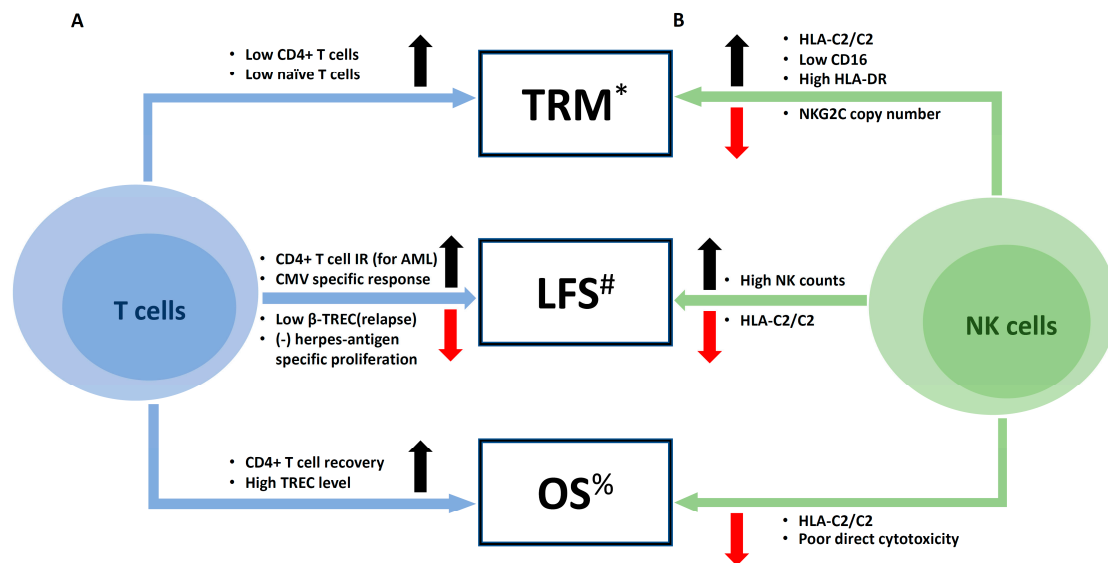 A
B
• Low CD4+ T cells
• Low naïve T cells
TRM*
• HLA-C2/C2
• Low CD16
• High HLA-DR
• NKG2C copy number
• CD4+ T cell IR (for AML)
• CMV specific response
• Low β-TREC(relapse)
• (-) herpes-antigen
specific proliferation
T cells
LFS#
• High NK counts
• HLA-C2/C2
NK cells
• CD4+ T cell recovery
• High TREC level
OS%
• HLA-C2/C2
• Poor direct cytotoxicity